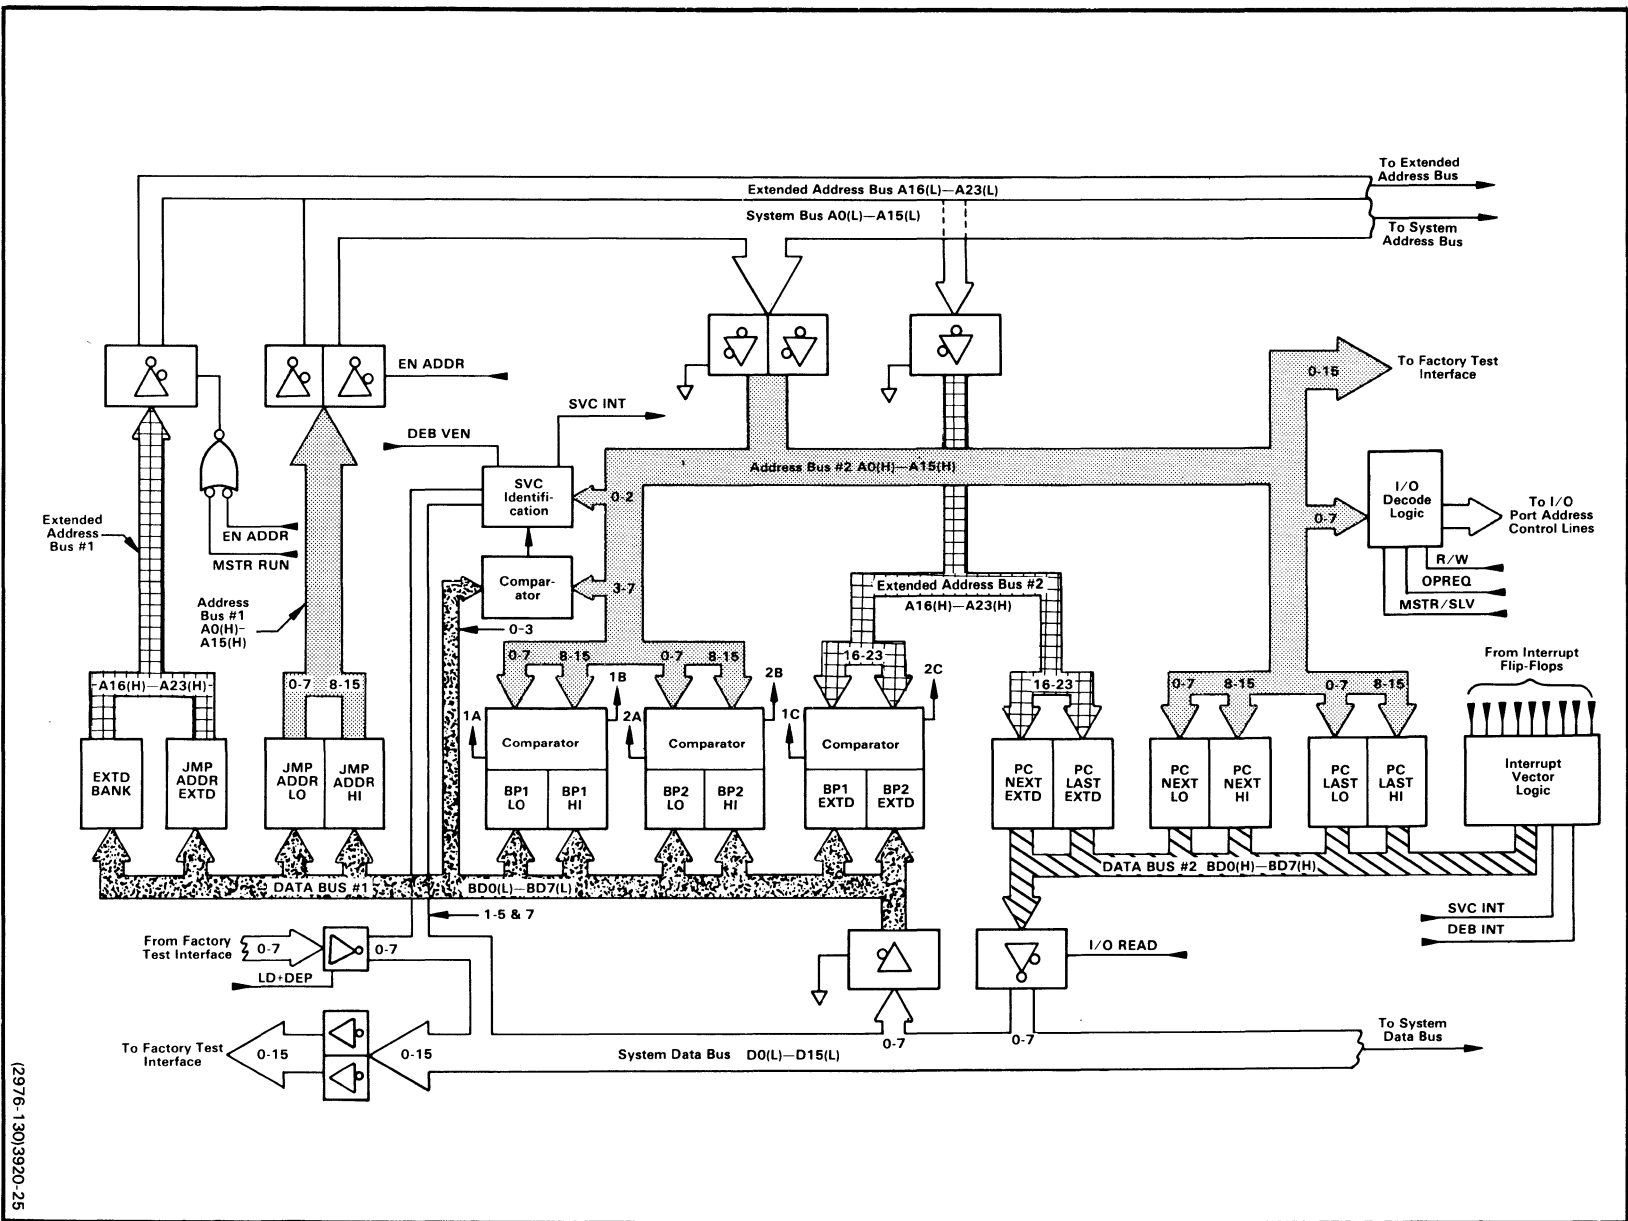 To Extended
Address Bus
Extended Address Bus A16(L)—A23(L)
System Bus A0(L)—A15(L)
To System
Address Bus
EN ADDR
To Factory Test
Interface
0-15
SVC INT
DEB VEN
Address Bus #2 A0(H)—A15(H)
SVC
Identifi-
cation
0-2
I/O
Decode
Logic
0-7
To I/O
Port Address
Control Lines
Extended
Address
Bus #1
EN ADDR
MSTR RUN
R/W
OPREQ
MSTR/SLV
Compar-
ator
3-7
Extended Address Bus #2
A16(H)—A23(H)
Address
Bus #1
A0(H)-
A15(H)
0-3
0-7
8-15
0-7
8-15
16-23
From Interrupt
Flip-Flops
A16(H)—A23(H)
0-7
8-15
1B
2B
2C
16-23
0-7
8-15
0-7
8-15
1A
2A
1C
Comparator
Comparator
Comparator
EXTD
BANK
JMP
ADDR
EXTD
JMP
ADDR
LO
JMP
ADDR
HI
BP1
LO
BP1
HI
BP2
LO
BP2
HI
BP1
EXTD
BP2
EXTD
PC
NEXT
EXTD
PC
LAST
EXTD
PC
NEXT
LO
PC
NEXT
HI
PC
LAST
LO
PC
LAST
HI
Interrupt
Vector
Logic
DATA BUS #1 BD0(L)—BD7(L)
DATA BUS #2 BD0(H)—BD7(H)
1-5 & 7
SVC INT
DEB INT
From Factory
Test Interface
0-7
0-7
LD+DEP
I/O READ
To Factory Test
Interface
0-15
0-15
System Data Bus D0(L)—D15(L)
0-7
0-7
To System
Data Bus
(2976-130)3920-25